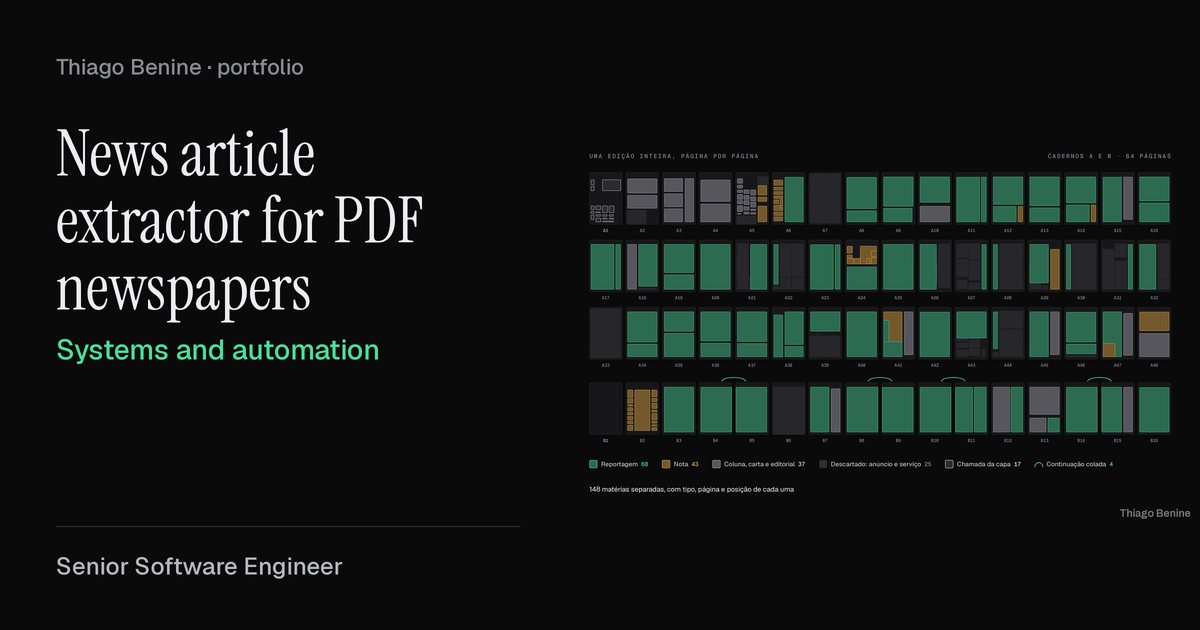 Thiago Benine · portfolio
News article
extractor for PDF
newspapers
Systems and automation
Senior Software Engineer
UMA EDIÇÃO INTEIRA, PÁGINA POR PÁGINA
CADERNOS A E B · 64 PÁGINAS
A1 A2 A3 A4 A5 A6 A7 A8 A9 A10 A11 A12 A13 A14 A15 A16
A17 A18 A19 A20 A21 A22 A23 A24 A25 A26 A27 A28 A29 A30 A31 A32
A33 A34 A35 A36 A37 A38 A39 A40 A41 A42 A43 A44 A45 A46 A47 A48
B1 B2 B3 B4 B5 B6 B7 B8 B9 B10 B11 B12 B13 B14 B15 B16
Reportagem 68 Nota 43 Coluna, carta e editorial 37 Descartado: anúncio e serviço 25 Chamada da capa 17 Continuação colada 4
148 matérias separadas, com tipo, página e posição de cada uma
Thiago Benine